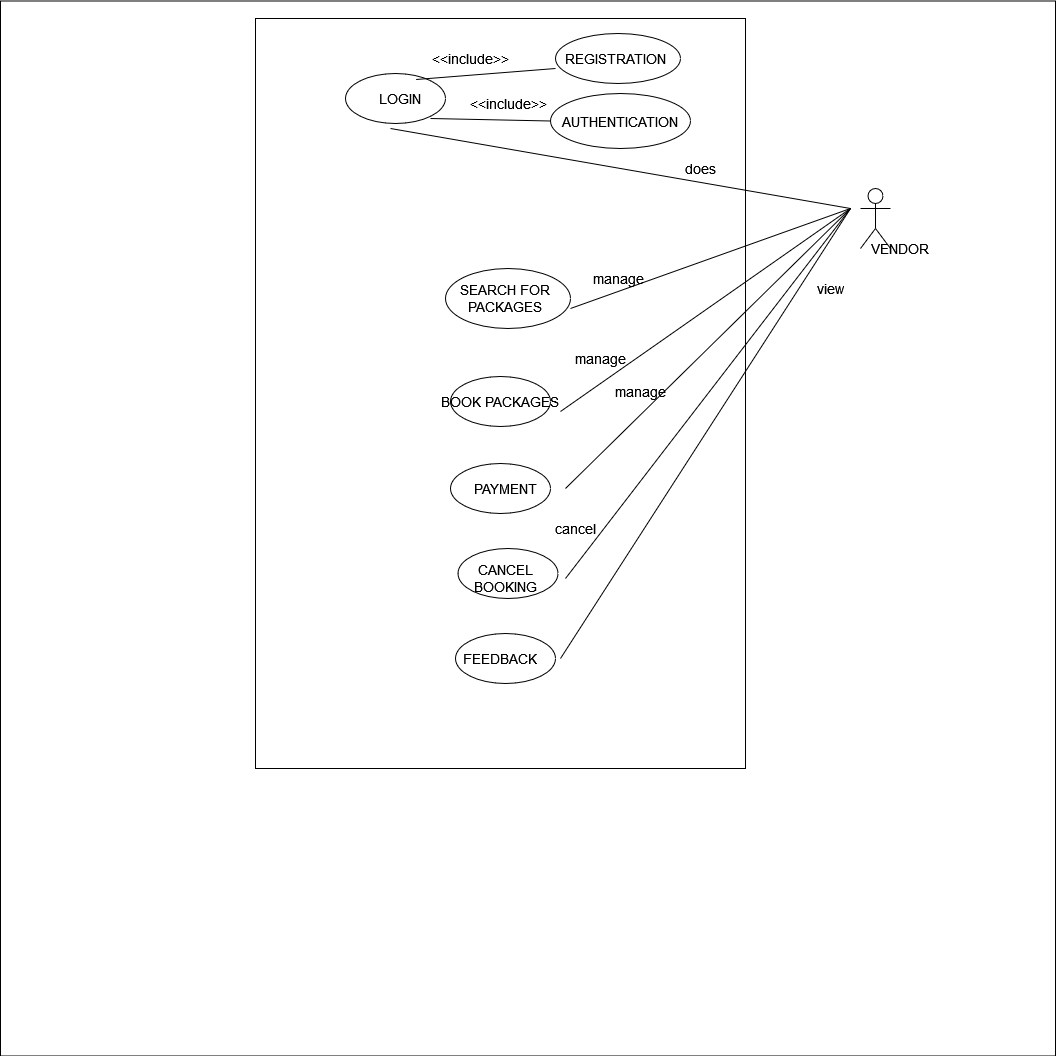 <<include>>
REGISTRATION
LOGIN
<<include>>
AUTHENTICATION
does
VENDOR
manage
view
SEARCH FOR
PACKAGES
manage
manage
BOOK PACKAGES
PAYMENT
cancel
CANCEL
BOOKING
FEEDBACK